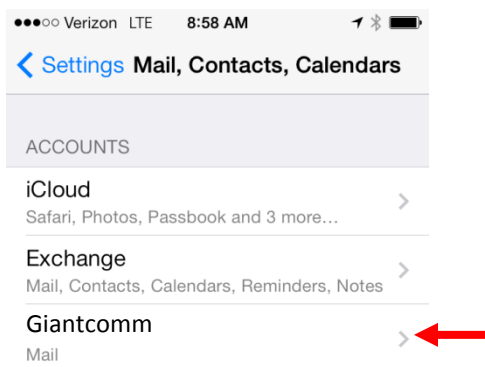 Verizon LTE 8:58 AM
Settings Mail, Contacts, Calendars
ACCOUNTS
iCloud
Safari, Photos, Passbook and 3 more...
Exchange
Mail, Contacts, Calendars, Reminders, Notes
Giantcomm
Mail